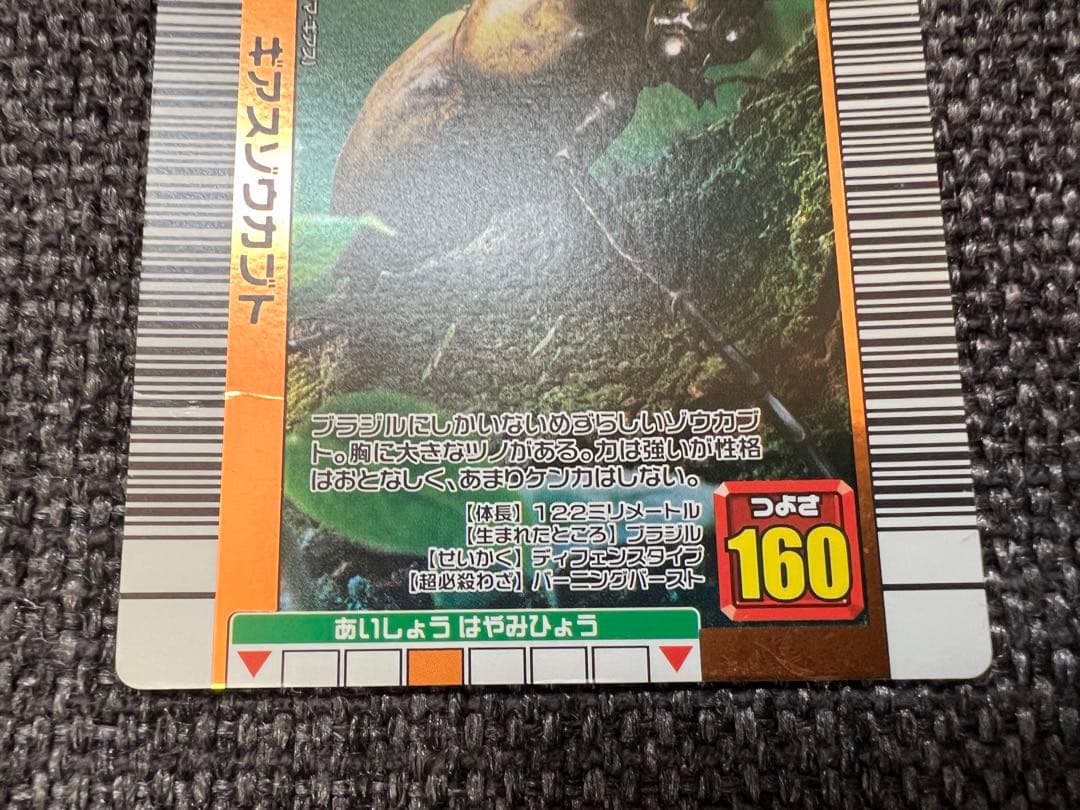 ギアスゾウカブト
ブラジルにしかいないめずらしいゾウカブ
ト。胸に大きなツノがある。力は強いが性格
はおとなしく、あまりケンカはしない。
【体長】122ミリメートル
【生まれたところ】ブラジル
【せいかく】ディフェンスタイプ
【超必殺わざ】バーニングバースト
つよさ
160
あいしょう はやみひょう